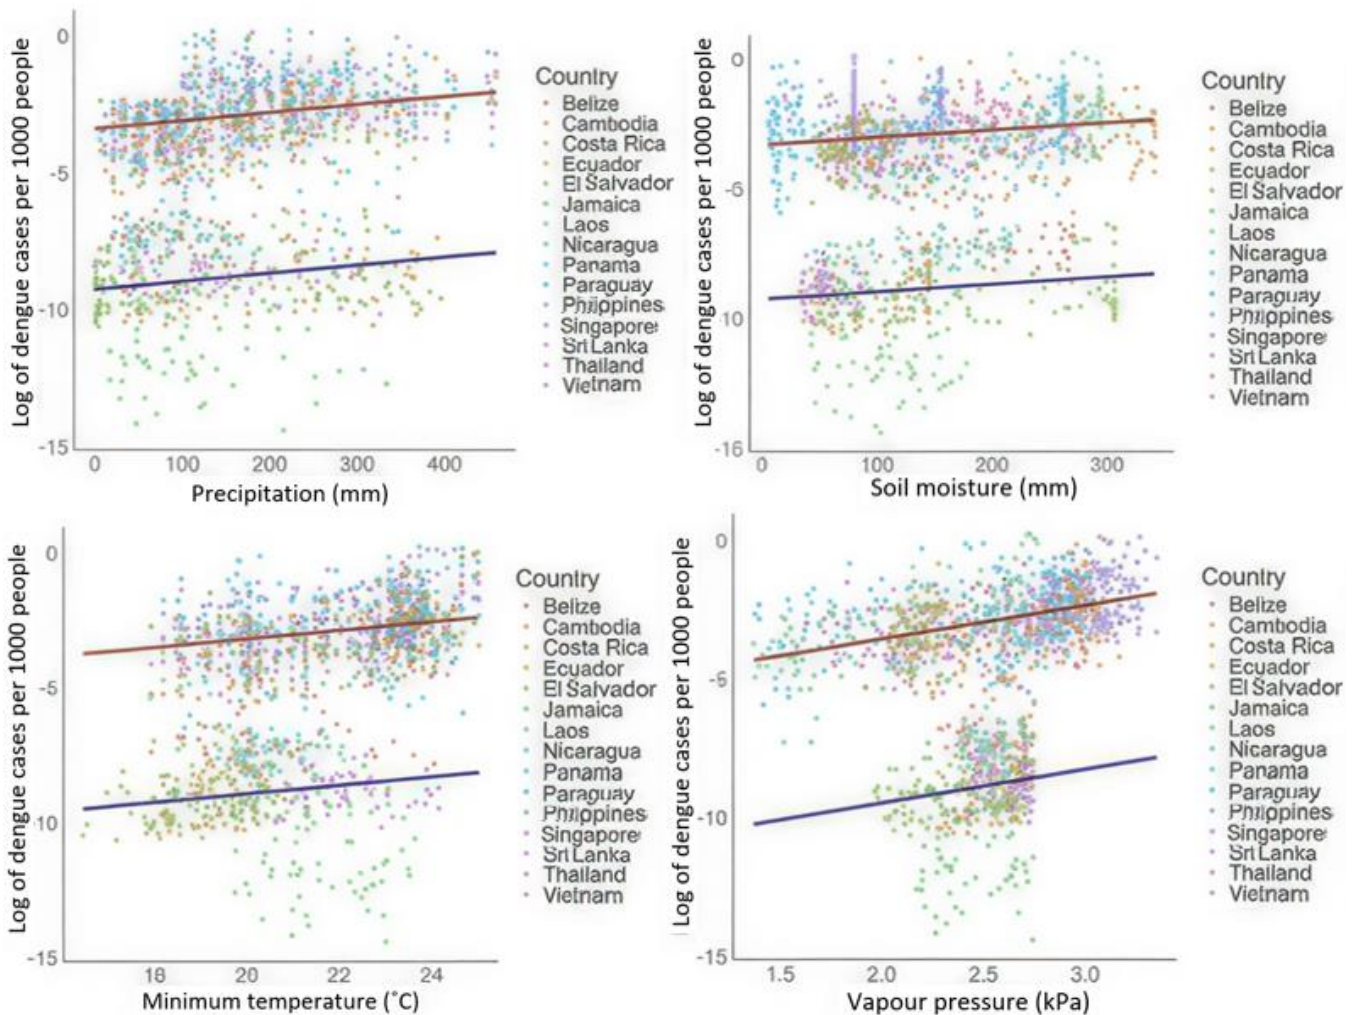 Log of dengue cases per 1000 people
0
-5
-10
-15
0 100 200 300 400
Precipitation (mm)
Country
Belize
Cambodia
Costa Rica
Ecuador
El Salvador
Jamaica
Laos
Nicaragua
Panama
Paraguay
Philippines
Singapore
Sri Lanka
Thailand
Vietnam
Log of dengue cases per 1000 people
0
-5
-10
-16
0 100 200 300
Soil moisture (mm)
Country
Belize
Cambodia
Costa Rica
Ecuador
El Salvador
Jamaica
Laos
Nicaragua
Panama
Paraguay
Philippines
Singapore
Sri Lanka
Thailand
Vietnam
Log of dengue cases per 1000 people
0
-5
-10
-15
18 20 22 24
Minimum temperature (˚C)
Country
Belize
Cambodia
Costa Rica
Ecuador
El Salvador
Jamaica
Laos
Nicaragua
Panama
Paraguay
Philippines
Singapore
Sri Lanka
Thailand
Vietnam
Log of dengue cases per 1000 people
0
-5
-10
-15
1.5 2.0 2.5 3.0
Vapour pressure (kPa)
Country
Belize
Cambodia
Costa Rica
Ecuador
El Salvador
Jamaica
Laos
Nicaragua
Panama
Paraguay
Philippines
Singapore
Sri Lanka
Thailand
Vietnam